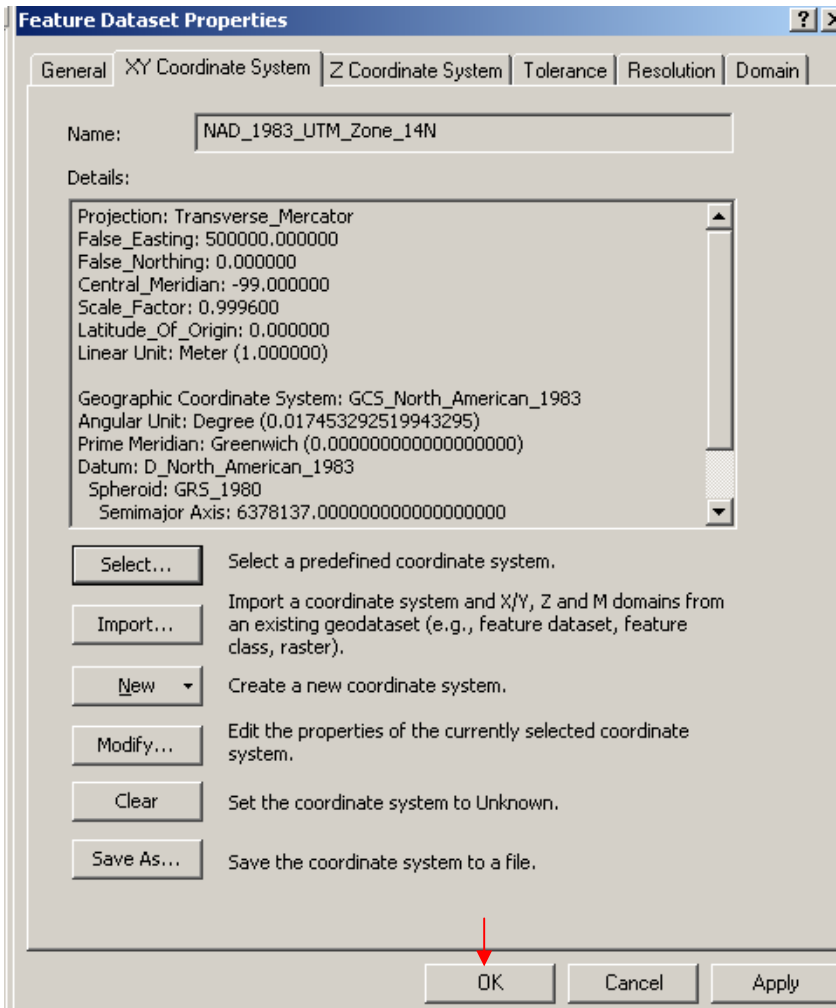 Feature Dataset Properties
General XY Coordinate System Z Coordinate System Tolerance Resolution Domain
Name: NAD_1983_UTM_Zone_14N
Details:
Projection: Transverse_Mercator
False_Easting: 500000.000000
False_Northing: 0.000000
Central_Meridian: -99.000000
Scale_Factor: 0.999600
Latitude_Of_Origin: 0.000000
Linear Unit: Meter (1.000000)
Geographic Coordinate System: GCS_North_American_1983
Angular Unit: Degree (0.017453292519943295)
Prime Meridian: Greenwich (0.000000000000000000)
Datum: D_North_American_1983
Spheroid: GRS_1980
Semimajor Axis: 6378137.000000000000000000
Select... Select a predefined coordinate system.
Import... Import a coordinate system and X/Y, Z and M domains from
an existing geodataset (e.g., feature dataset, feature
class, raster).
New Create a new coordinate system.
Modify... Edit the properties of the currently selected coordinate
system.
Clear Set the coordinate system to Unknown.
Save As... Save the coordinate system to a file.
OK Cancel Apply